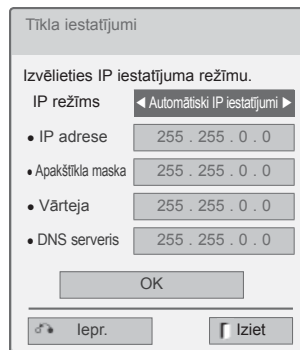 Tīkla iestatījumi
Izvēlieties IP iestatījuma režīmu.
IP režīms ◀ Automātiski IP iestatījumi ▶
• IP adrese 255 . 255 . 0 . 0
• Apakštīkla maska 255 . 255 . 0 . 0
• Vārteja 255 . 255 . 0 . 0
• DNS serveris 255 . 255 . 0 . 0
OK
Iepr. Iziet